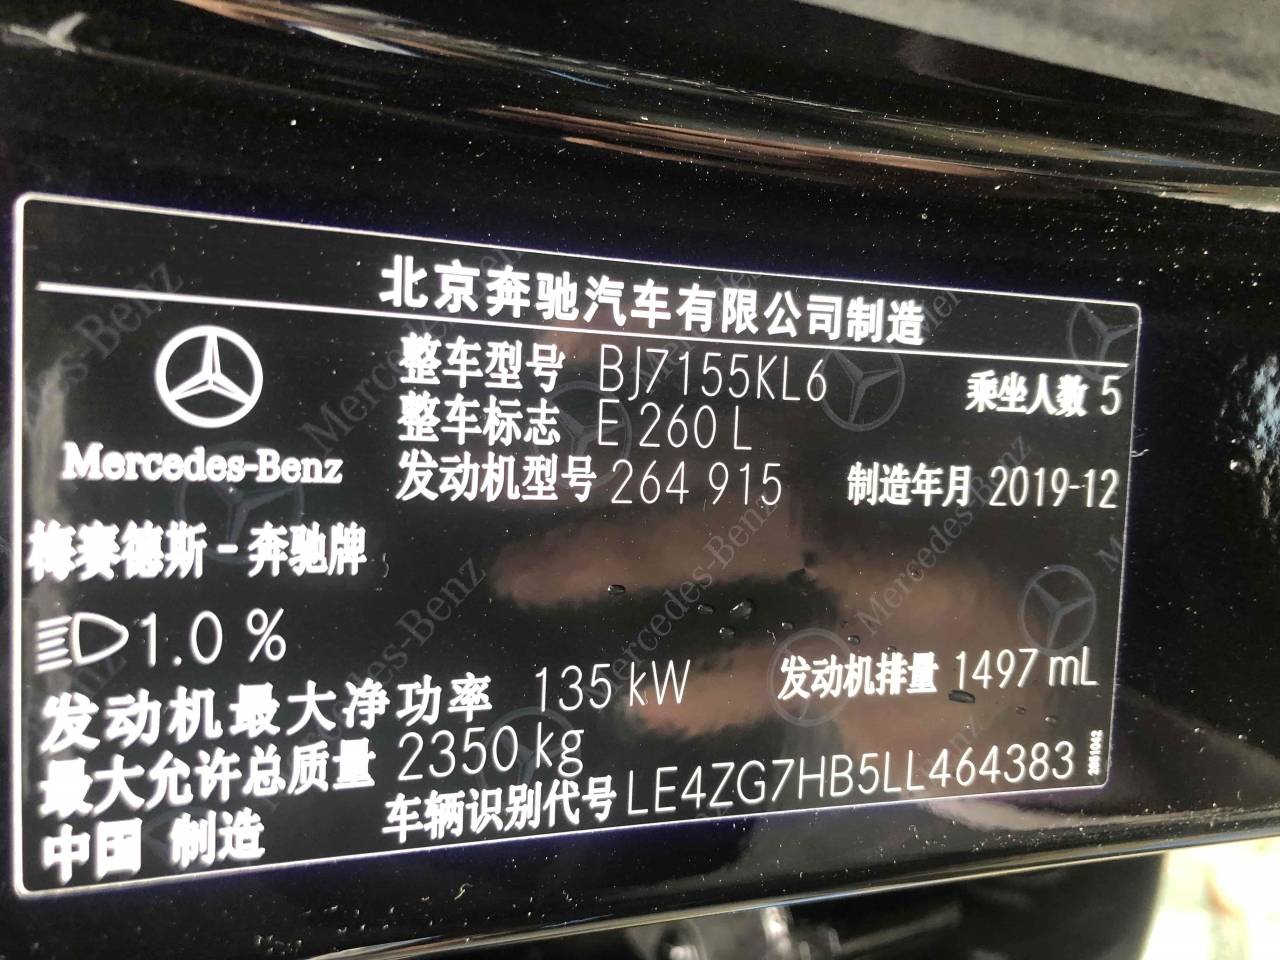 北京奔驰汽车有限公司制造
整车型号 BJ7155KL6 乘坐人数 5
整车标志 E 260 L
发动机型号 264 915 制造年月 2019-12
Mercedes-Benz
梅赛德斯-奔驰牌
1.0 %
发动机最大净功率 135 kW 发动机排量 1497 mL
最大允许总质量 2350 kg
中国 制造 车辆识别代号 LE4ZG7HB5LL464383